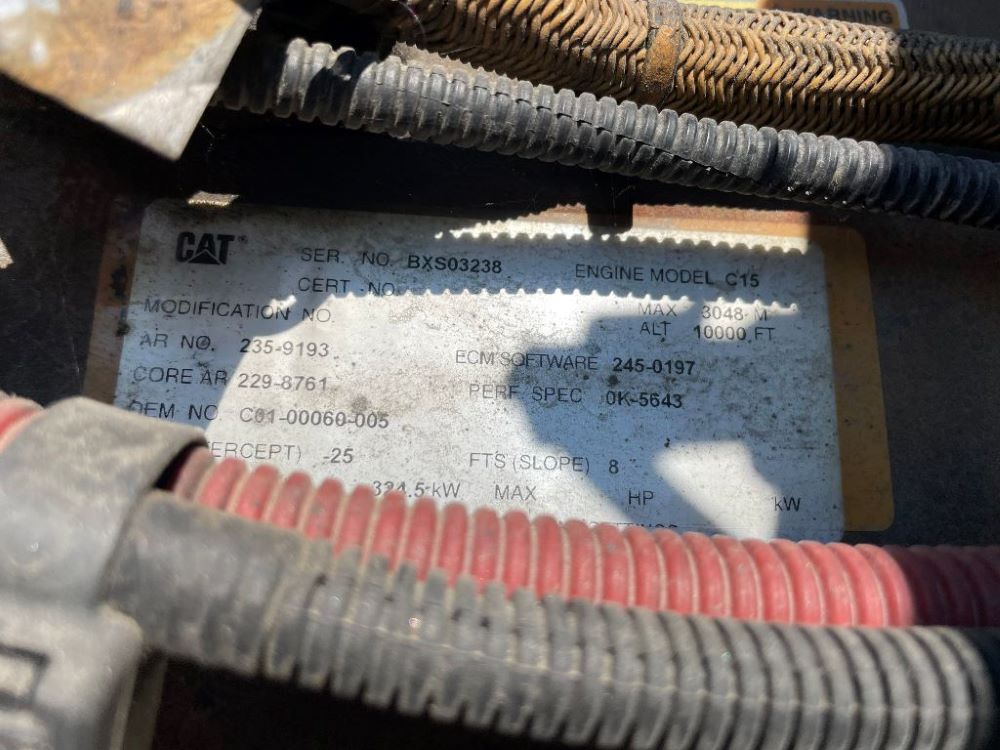 WARNING
CAT® SER. NO. BXS03238 ENGINE MODEL C15
CERT. NO.
MODIFICATION NO. MAX 3048 M
ALT 10000 FT
AR NO. 235-9193 ECM SOFTWARE 245-0197
CORE AR 229-8761 PERF. SPEC 0K-5643
OEM NO. C01-00060-005
ERCEPT) -25 FTS (SLOPE) 8
324.5 kW MAX HP kW